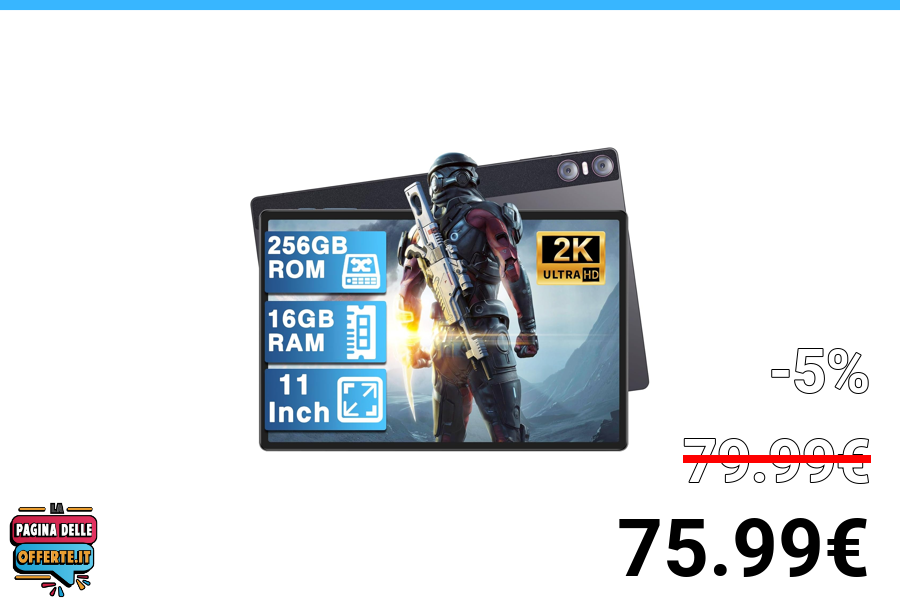 256GB
ROM
16GB
RAM
11
Inch
2K
ULTRA HD
-5%
79.99€
75.99€
LA
PAGINA DELLE
OFFERTE.IT